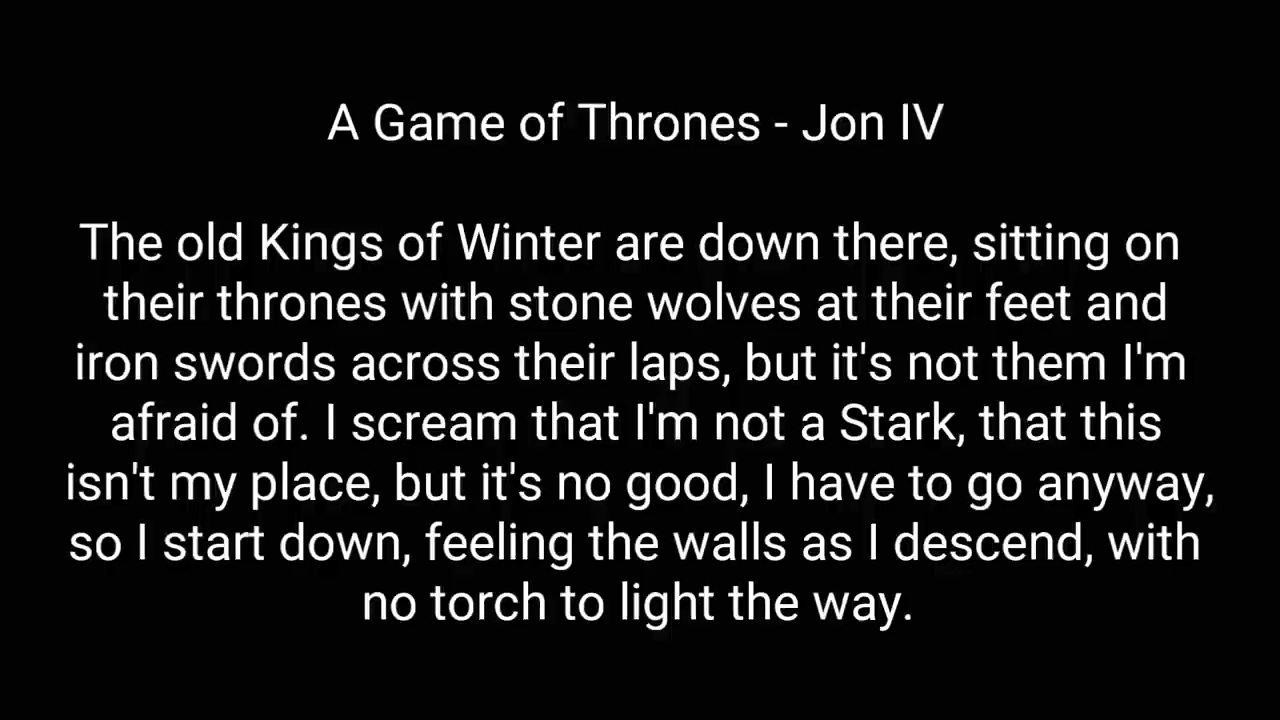 A Game of Thrones - Jon IV
The old Kings of Winter are down there, sitting on
their thrones with stone wolves at their feet and
iron swords across their laps, but it's not them I'm
afraid of. I scream that I'm not a Stark, that this
isn't my place, but it's no good, I have to go anyway,
so I start down, feeling the walls as I descend, with
no torch to light the way.